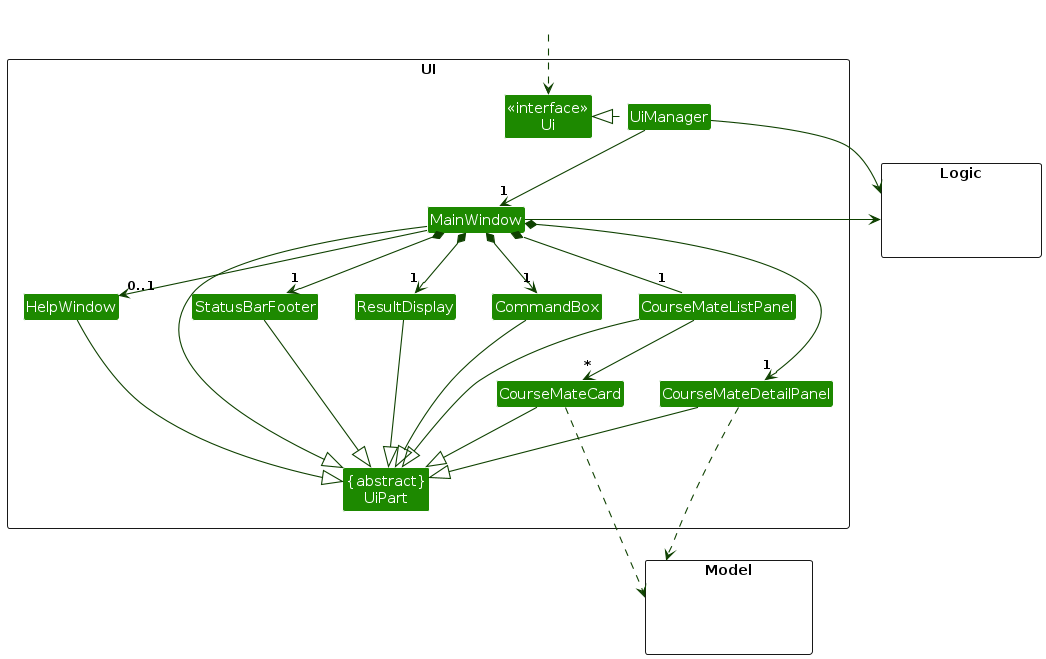 UI
«interface»
Ui
UiManager
Logic
1
MainWindow
0..1
1
1
1
1
HelpWindow
StatusBarFooter
ResultDisplay
CommandBox
CourseMateListPanel
*
1
CourseMateCard
CourseMateDetailPanel
{abstract}
UiPart
Model